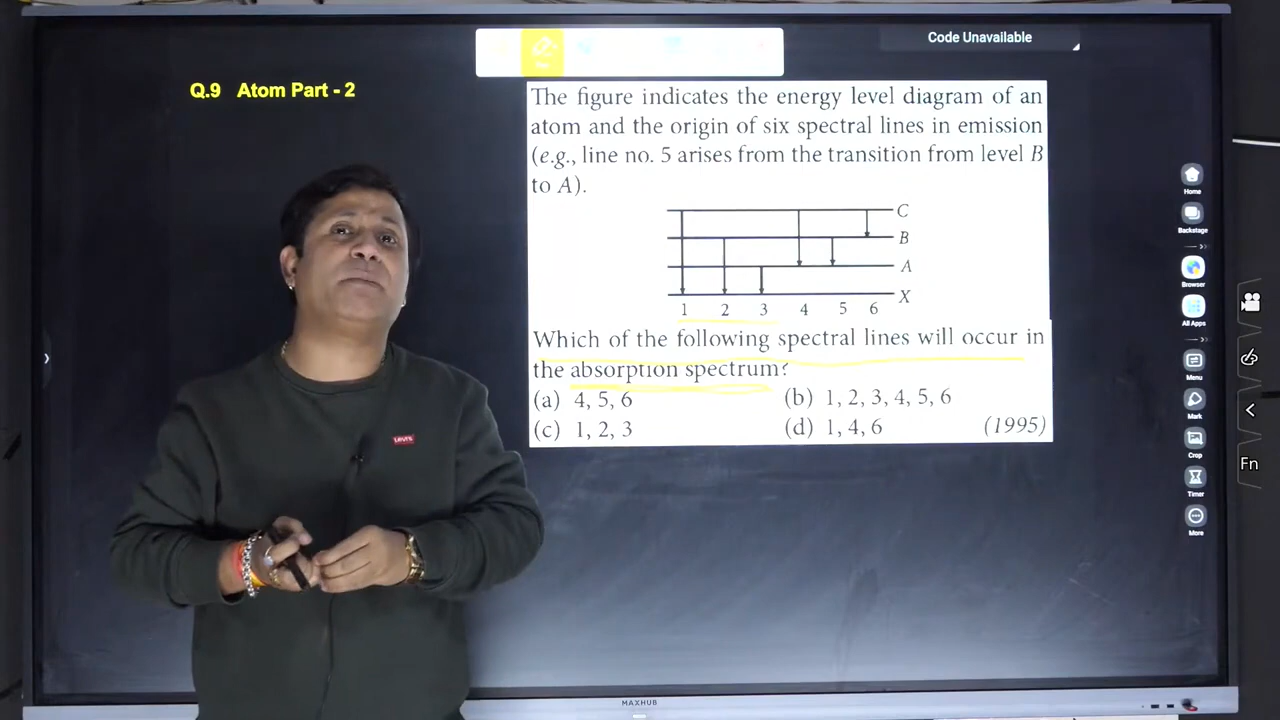 Code Unavailable
Q.9 Atom Part - 2
The figure indicates the energy level diagram of an
atom and the origin of six spectral lines in emission
(e.g., line no. 5 arises from the transition from level B
to A).
C
B
A
X
1 2 3 4 5 6
Which of the following spectral lines will occur in
the absorption spectrum?
(a) 4, 5, 6 (b) 1, 2, 3, 4, 5, 6
(c) 1, 2, 3 (d) 1, 4, 6 (1995)
Home
Backstage
Browser
All Apps
Menu
Mark
Crop
Timer
More
Fn
Levi's
MAXHUB